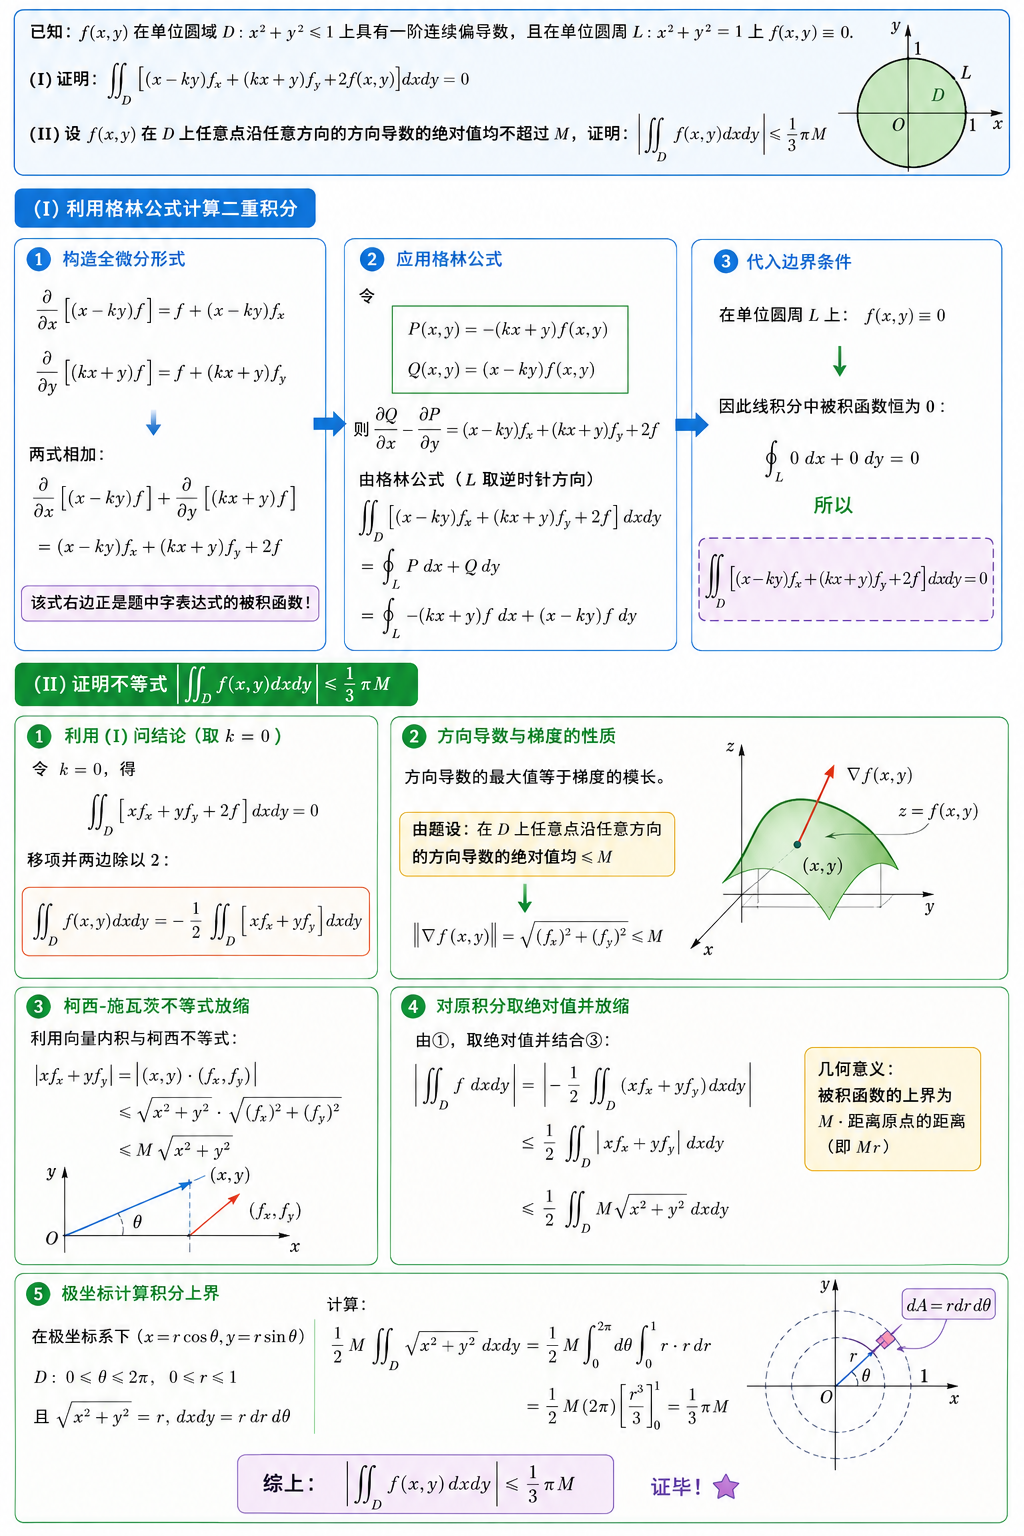 已知：f(x,y) 在单位圆域 D: x² + y² ⩽ 1 上具有一阶连续偏导数，且在单位圆周 L: x² + y² = 1 上 f(x,y) ≡ 0.
(I) 证明：∬_D [(x − ky)f_x + (kx + y)f_y + 2f(x,y)]dxdy = 0
(II) 设 f(x,y) 在 D 上任意点沿任意方向的方向导数的绝对值均不超过 M，证明：|∬_D f(x,y)dxdy| ⩽ 1/3 πM
y
1
L
D
O
1
x
(I) 利用格林公式计算二重积分
1 构造全微分形式
∂/∂x [(x − ky)f] = f + (x − ky)f_x
∂/∂y [(kx + y)f] = f + (kx + y)f_y
两式相加：
∂/∂x [(x − ky)f] + ∂/∂y [(kx + y)f]
= (x − ky)f_x + (kx + y)f_y + 2f
该式右边正是题中字表达式的被积函数！
2 应用格林公式
令
P(x,y) = −(kx + y)f(x,y)
Q(x,y) = (x − ky)f(x,y)
则 ∂Q/∂x − ∂P/∂y = (x − ky)f_x + (kx + y)f_y + 2f
由格林公式（L 取逆时针方向）
∬_D [(x − ky)f_x + (kx + y)f_y + 2f] dxdy
= ∮_L P dx + Q dy
= ∮_L −(kx + y)f dx + (x − ky)f dy
3 代入边界条件
在单位圆周 L 上： f(x,y) ≡ 0
因此线积分中被积函数恒为 0：
∮_L 0 dx + 0 dy = 0
所以
∬_D [(x−ky)f_x + (kx+y)f_y + 2f]dxdy = 0
(II) 证明不等式 |∬_D f(x,y)dxdy| ⩽ 1/3 πM
1 利用 (I) 问结论（取 k = 0）
令 k = 0，得
∬_D [xf_x + yf_y + 2f] dxdy = 0
移项并两边除以 2：
∬_D f(x,y)dxdy = − 1/2 ∬_D [xf_x + yf_y]dxdy
2 方向导数与梯度的性质
方向导数的最大值等于梯度的模长。
由题设：在 D 上任意点沿任意方向
的方向导数的绝对值均 ⩽ M
‖∇f(x,y)‖ = √((f_x)² + (f_y)²) ⩽ M
z
∇f(x,y)
z = f(x,y)
(x,y)
y
x
3 柯西-施瓦茨不等式放缩
利用向量内积与柯西不等式：
|xf_x + yf_y| = |(x,y) · (f_x,f_y)|
⩽ √(x² + y²) · √((f_x)² + (f_y)²)
⩽ M√(x² + y²)
y
(x,y)
(f_x,f_y)
θ
O
x
4 对原积分取绝对值并放缩
由①，取绝对值并结合③：
|∬_D f dxdy| = |− 1/2 ∬_D (xf_x + yf_y)dxdy|
≤ 1/2 ∬_D |xf_x + yf_y| dxdy
⩽ 1/2 ∬_D M√(x² + y²) dxdy
几何意义：
被积函数的上界为
M · 距离原点的距离
（即 Mr）
5 极坐标计算积分上界
在极坐标系下 (x = r cos θ, y = r sin θ)
D: 0 ⩽ θ ⩽ 2π, 0 ⩽ r ⩽ 1
且 √(x² + y²) = r, dxdy = r dr dθ
计算：
1/2 M ∬_D √(x² + y²) dxdy = 1/2 M ∫_0^{2π} dθ ∫_0^1 r · r dr
= 1/2 M(2π) [r³/3]_0^1 = 1/3 πM
y
dA = rdrdθ
r
θ
1
O
x
综上： |∬_D f(x,y) dxdy| ⩽ 1/3 πM
证毕！